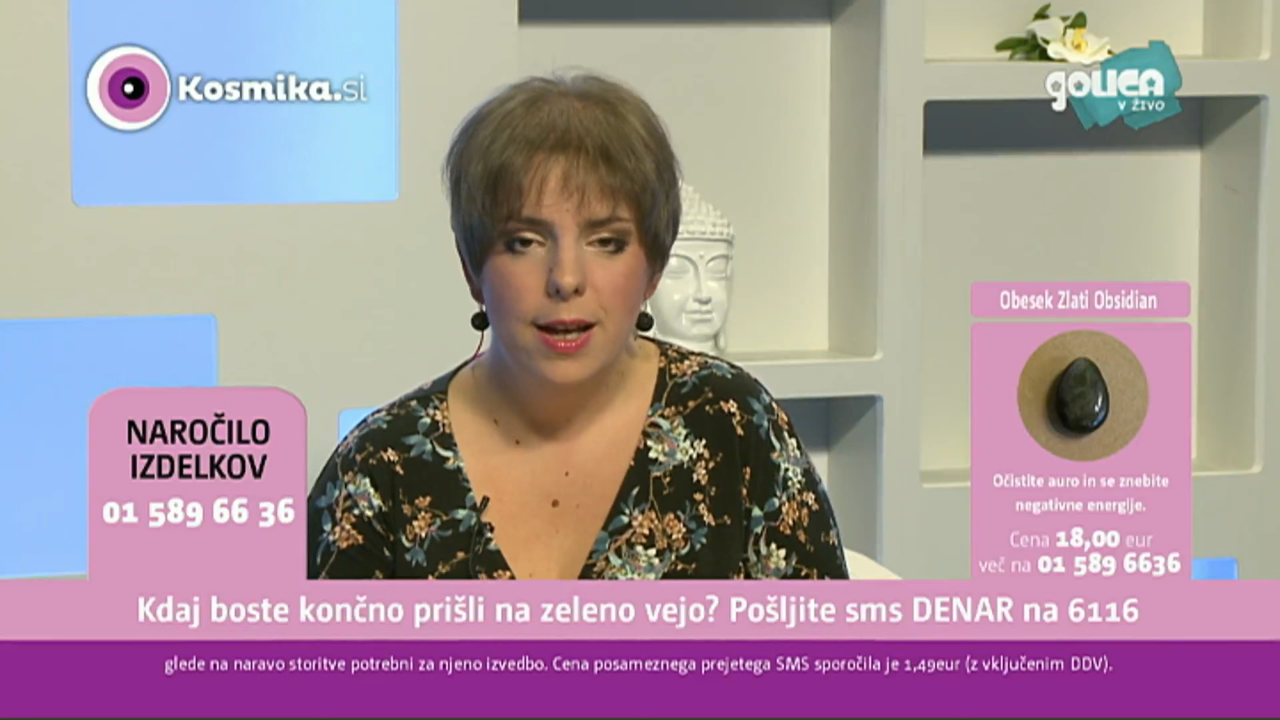 Kosmika.si
golica
v živo
Obesek Zlati Obsidian
NAROČILO
IZDELKOV
01 589 66 36
Očistite auro in se znebite
negativne energije.
Cena 18,00 eur
več na 01 589 6636
Kdaj boste končno prišli na zeleno vejo? Pošljite sms DENAR na 6116
glede na naravo storitve potrebni za njeno izvedbo. Cena posameznega prejetega SMS sporočila je 1,49eur (z vključenim DDV).